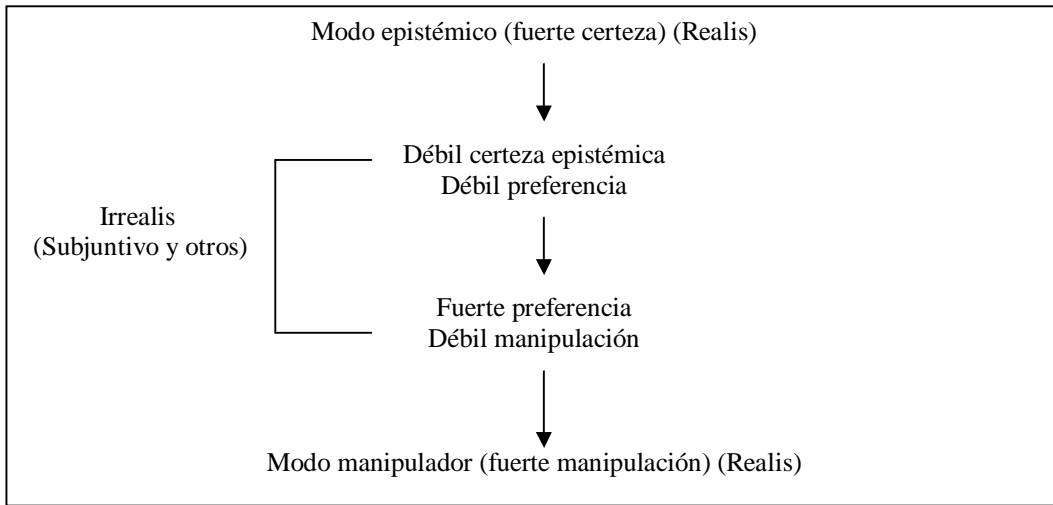 Modo epistémico (fuerte certeza) (Realis)
Débil certeza epistémica
Débil preferencia
Irrealis
(Subjuntivo y otros)
Fuerte preferencia
Débil manipulación
Modo manipulador (fuerte manipulación) (Realis)